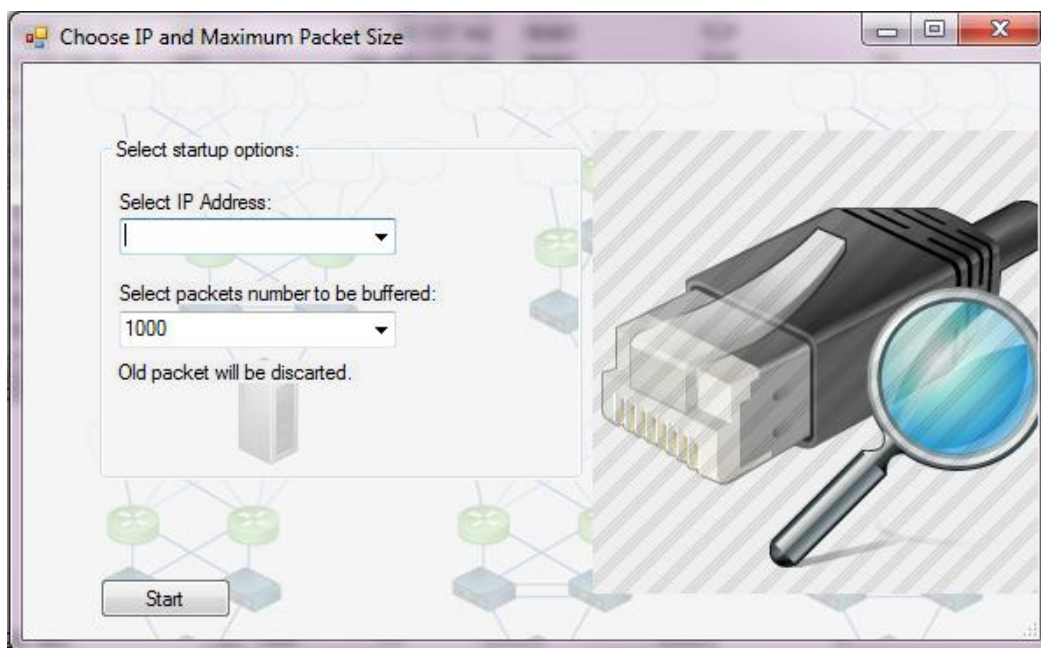 Choose IP and Maximum Packet Size
Select startup options:
Select IP Address:
Select packets number to be buffered:
1000
Old packet will be discarted.
Start